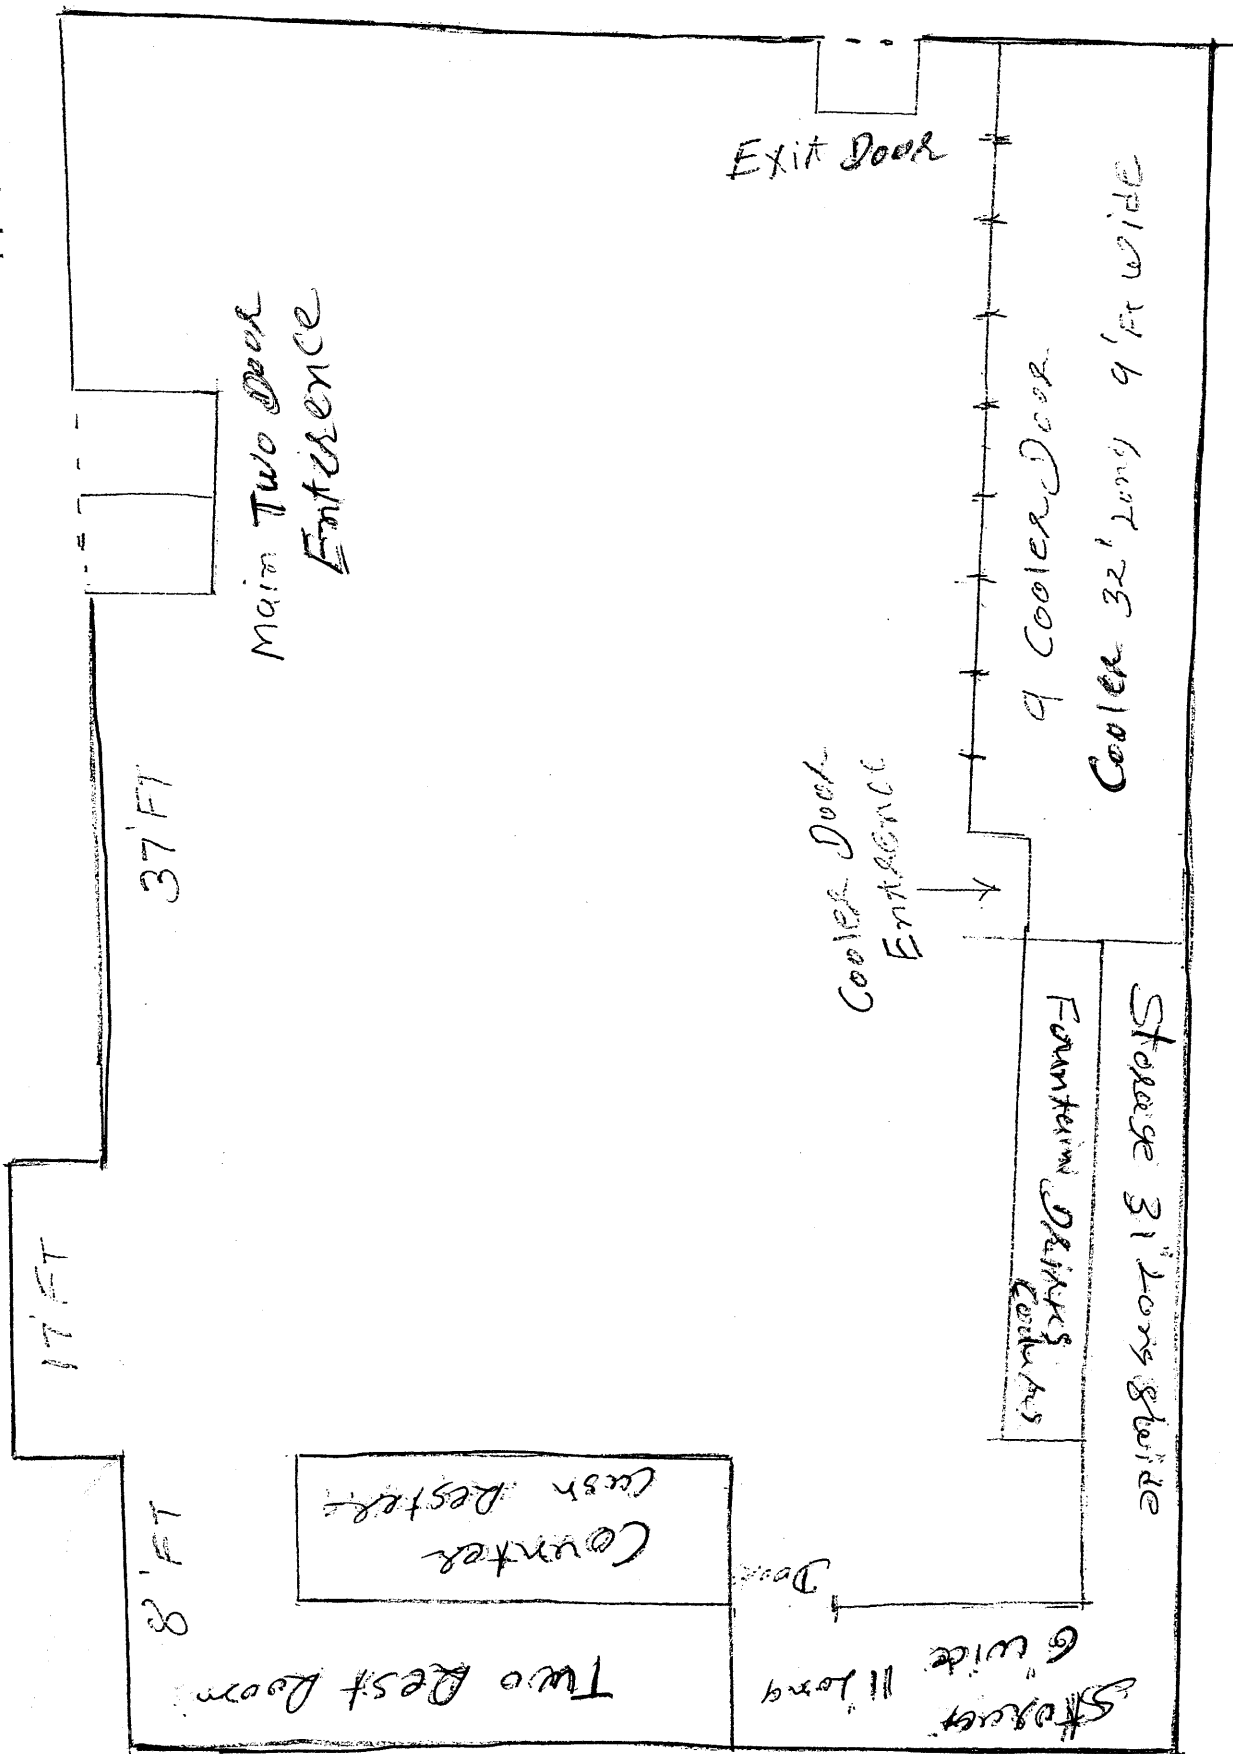 Exit Door
Main Two Door
Entrence
9 Cooler Door
Cooler 32' Long 9' Ft Wide
37' FT
Cooler Door
Entrence
17' FT
Fountain Drinks
Storage 31' Long 8' wide
8' FT
Counter
Cash Rester
Door
Two Rest Room
6' wide
11' Long